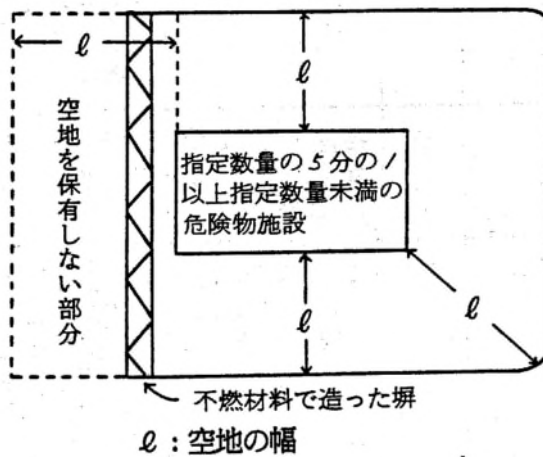 ℓ
ℓ
空地を保有しない部分
指定数量の5分の1
以上指定数量未満の
危険物施設
ℓ
ℓ
不燃材料で造った塀
ℓ:空地の幅